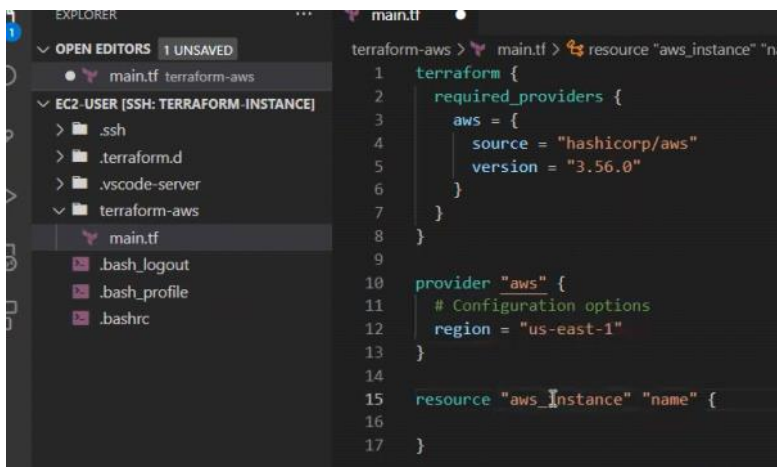 EXPLORER ...
OPEN EDITORS 1 UNSAVED
main.tf terraform-aws
EC2-USER [SSH: TERRAFORM-INSTANCE]
.ssh
.terraform.d
.vscode-server
terraform-aws
main.tf
.bash_logout
.bash_profile
.bashrc
1
main.tf
terraform-aws > main.tf > resource "aws_instance" "n
1 terraform {
2 required_providers {
3 aws = {
4 source = "hashicorp/aws"
5 version = "3.56.0"
6 }
7 }
8 }
9
10 provider "aws" {
11 # Configuration options
12 region = "us-east-1"
13 }
14
15 resource "aws_instance" "name" {
16
17 }